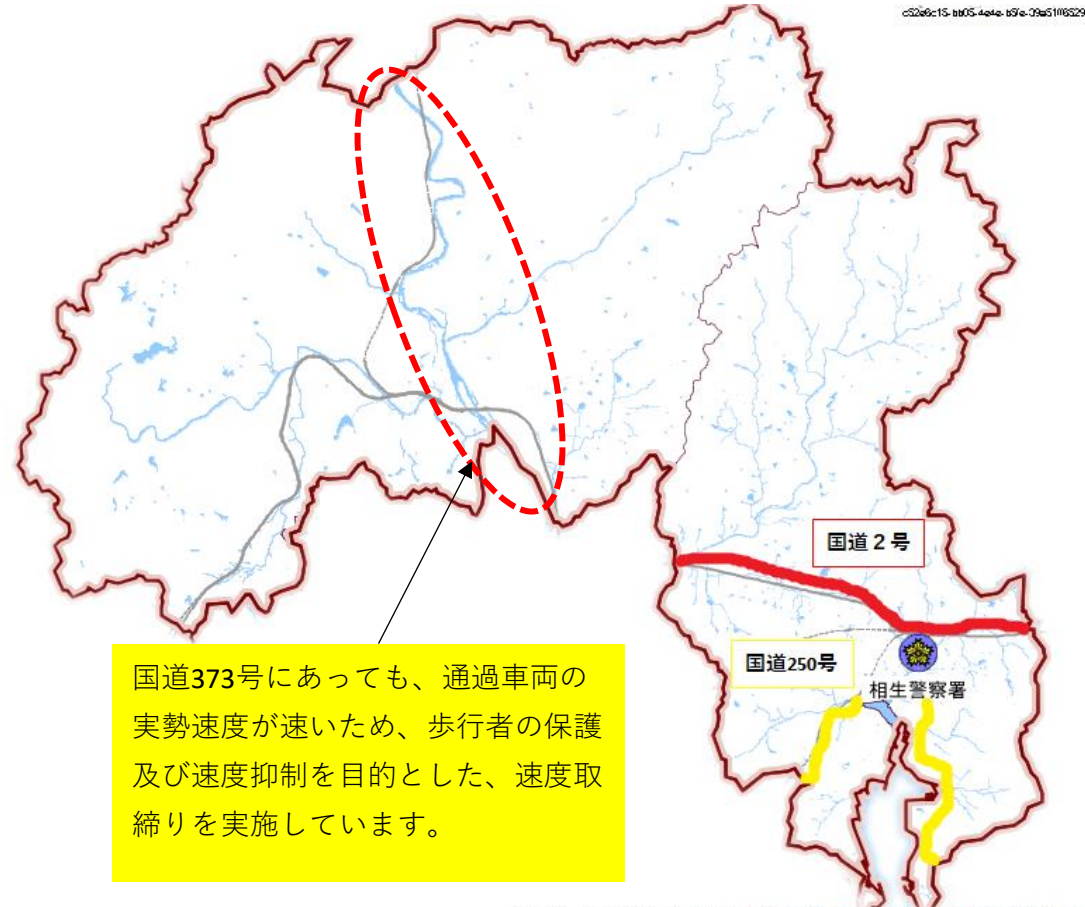 国道２号
国道250号
相生警察署
国道373号にあっても、通過車両の
実勢速度が速いため、歩行者の保護
及び速度抑制を目的とした、速度取
締りを実施しています。